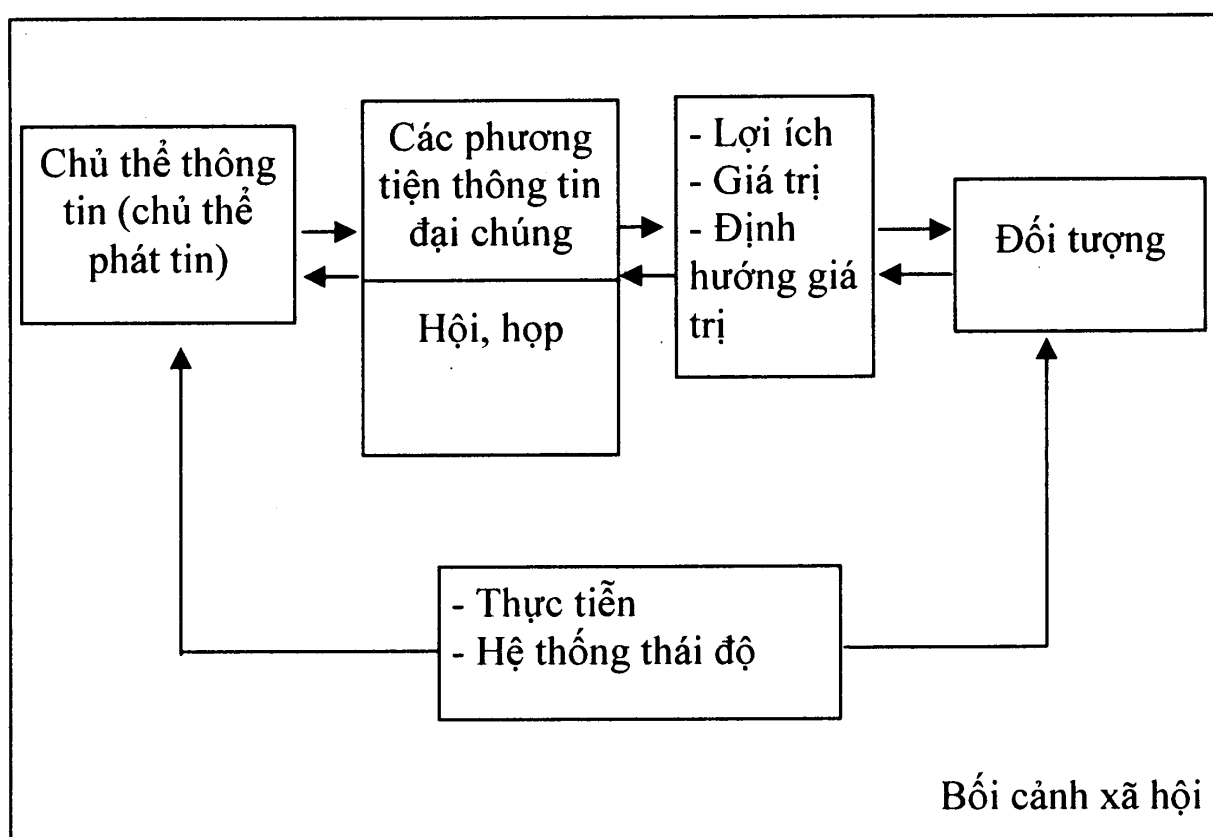 Chủ thể thông
tin (chủ thể
phát tin)
Các phương
tiện thông tin
đại chúng
Hội, họp
- Lợi ích
- Giá trị
- Định
hướng giá
trị
Đối tượng
- Thực tiễn
- Hệ thống thái độ
Bối cảnh xã hội